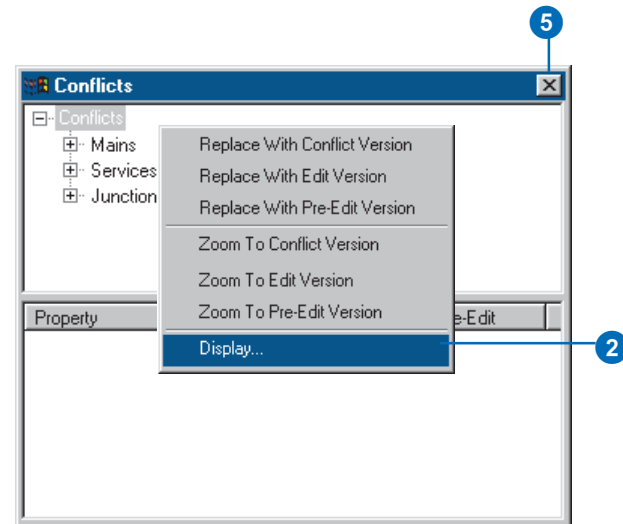 5
Conflicts
Conflicts
Mains
Services
Junction
Replace With Conflict Version
Replace With Edit Version
Replace With Pre-Edit Version
Zoom To Conflict Version
Zoom To Edit Version
Zoom To Pre-Edit Version
Display...
2
Property
e-Edit